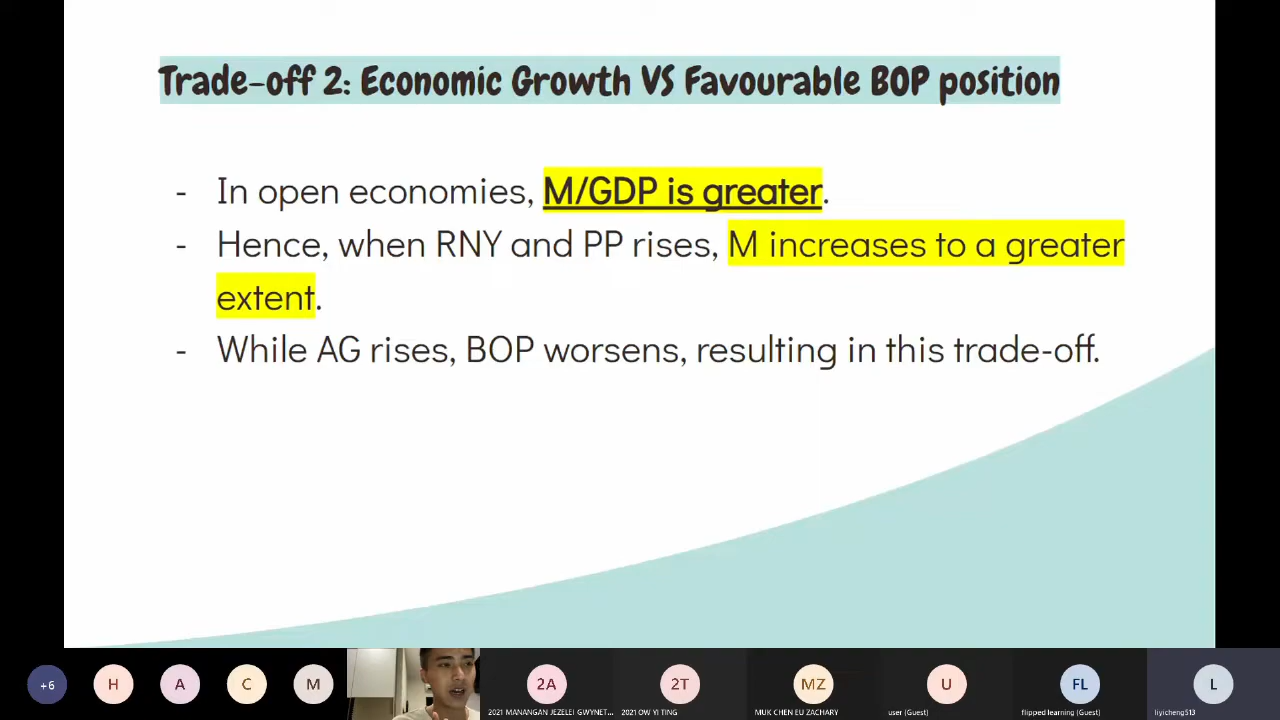 Trade-off 2: Economic Growth VS Favourable BOP position
- In open economies, M/GDP is greater.
- Hence, when RNY and PP rises, M increases to a greater
extent.
- While AG rises, BOP worsens, resulting in this trade-off.
+6
H
A
C
M
2A
2T
MZ
U
FL
L
2021 MANANGAN JEZELEI GWYNET...
2021 OW YI TING
MUK CHEN EU ZACHARY
user (Guest)
flipped learning (Guest)
liyicheng513